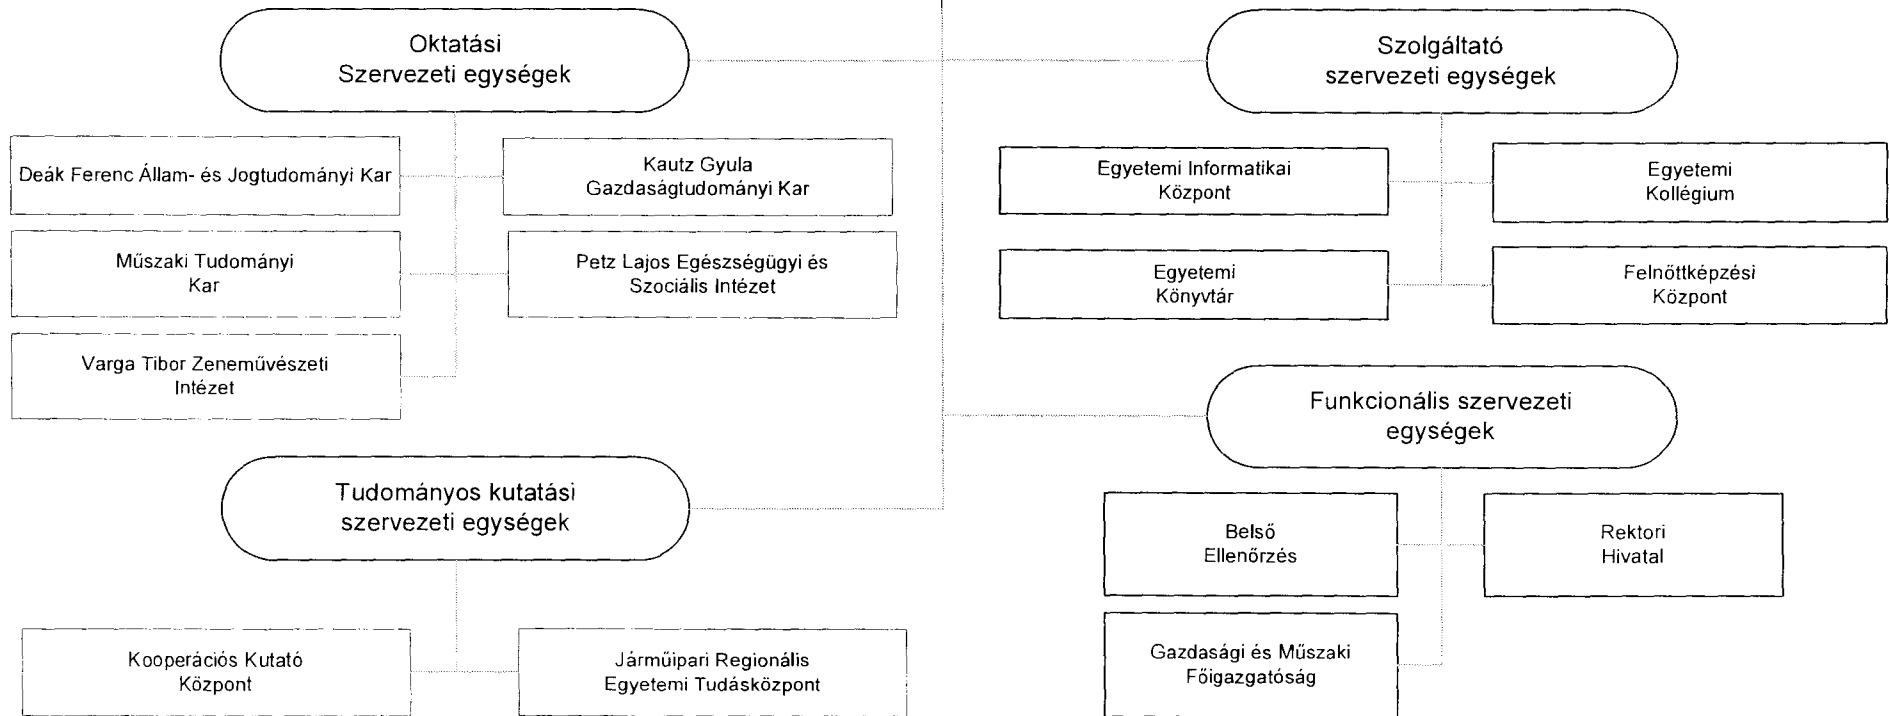 Oktatási
Szervezeti egységek
Szolgáltató
szervezeti egységek
Deák Ferenc Állam- és Jogtudományi Kar
Kautz Gyula
Gazdaságtudományi Kar
Egyetemi Informatikai
Központ
Egyetemi
Kollégium
Műszaki Tudományi
Kar
Petz Lajos Egészségügyi és
Szociális Intézet
Egyetemi
Könyvtár
Felnőttképzési
Központ
Varga Tibor Zeneművészeti
Intézet
Funkcionális szervezeti
egységek
Tudományos kutatási
szervezeti egységek
Belső
Ellenőrzés
Rektori
Hivatal
Kooperációs Kutató
Központ
Járműipari Regionális
Egyetemi Tudásközpont
Gazdasági és Műszaki
Főigazgatóság